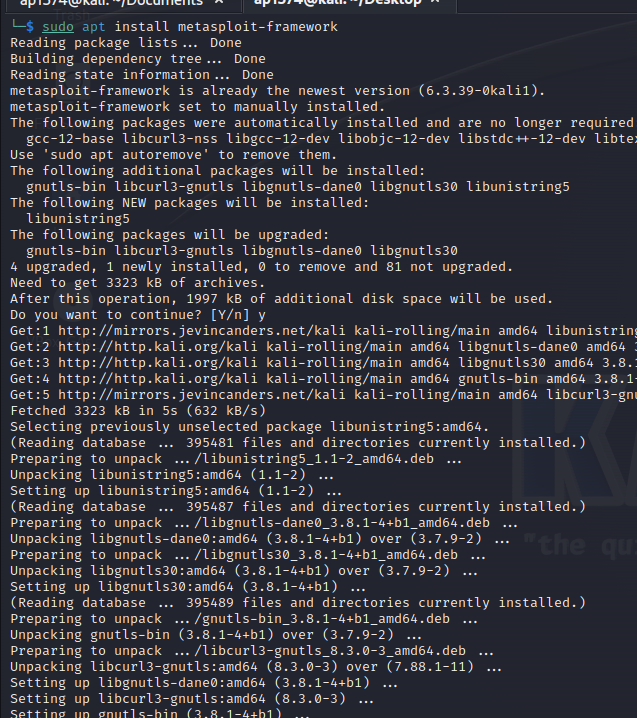 ap1574@kali: ~/Documents × ap1574@kali: ~/Desktop ×
└─$ sudo apt install metasploit-framework
Reading package lists... Done
Building dependency tree... Done
Reading state information... Done
metasploit-framework is already the newest version (6.3.39-0kali1).
metasploit-framework set to manually installed.
The following packages were automatically installed and are no longer required
  gcc-12-base libcurl3-nss libgcc-12-dev libobjc-12-dev libstdc++-12-dev libtex
Use 'sudo apt autoremove' to remove them.
The following additional packages will be installed:
  gnutls-bin libcurl3-gnutls libgnutls-dane0 libgnutls30 libunistring5
The following NEW packages will be installed:
  libunistring5
The following packages will be upgraded:
  gnutls-bin libcurl3-gnutls libgnutls-dane0 libgnutls30
4 upgraded, 1 newly installed, 0 to remove and 81 not upgraded.
Need to get 3323 kB of archives.
After this operation, 1997 kB of additional disk space will be used.
Do you want to continue? [Y/n] y
Get:1 http://mirrors.jevincanders.net/kali kali-rolling/main amd64 libunistring
Get:2 http://http.kali.org/kali kali-rolling/main amd64 libgnutls-dane0 amd64 3
Get:3 http://http.kali.org/kali kali-rolling/main amd64 libgnutls30 amd64 3.8.1
Get:4 http://http.kali.org/kali kali-rolling/main amd64 gnutls-bin amd64 3.8.1-
Get:5 http://mirrors.jevincanders.net/kali kali-rolling/main amd64 libcurl3-gnu
Fetched 3323 kB in 5s (632 kB/s)
Selecting previously unselected package libunistring5:amd64.
(Reading database ... 395481 files and directories currently installed.)
Preparing to unpack .../libunistring5_1.1-2_amd64.deb ...
Unpacking libunistring5:amd64 (1.1-2) ...
Setting up libunistring5:amd64 (1.1-2) ...
(Reading database ... 395487 files and directories currently installed.)
Preparing to unpack .../libgnutls-dane0_3.8.1-4+b1_amd64.deb ...
Unpacking libgnutls-dane0:amd64 (3.8.1-4+b1) over (3.7.9-2) ...
Preparing to unpack .../libgnutls30_3.8.1-4+b1_amd64.deb ...
Unpacking libgnutls30:amd64 (3.8.1-4+b1) over (3.7.9-2) ...
Setting up libgnutls30:amd64 (3.8.1-4+b1) ...
(Reading database ... 395489 files and directories currently installed.)
Preparing to unpack .../gnutls-bin_3.8.1-4+b1_amd64.deb ...
Unpacking gnutls-bin (3.8.1-4+b1) over (3.7.9-2) ...
Preparing to unpack .../libcurl3-gnutls_8.3.0-3_amd64.deb ...
Unpacking libcurl3-gnutls:amd64 (8.3.0-3) over (7.88.1-11) ...
Setting up libgnutls-dane0:amd64 (3.8.1-4+b1) ...
Setting up libcurl3-gnutls:amd64 (8.3.0-3) ...
Setting up gnutls-bin (3.8.1-4+b1) ...
KA
"the qu